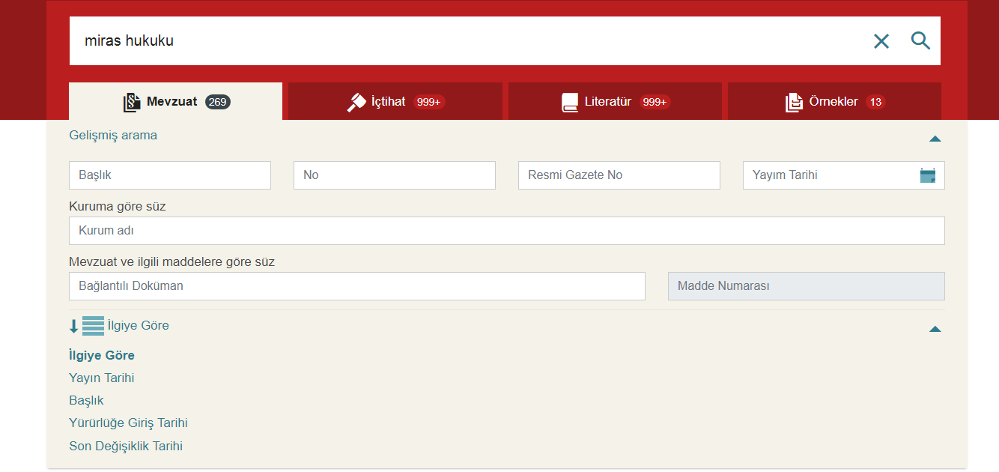 miras hukuku
Mevzuat 269 İçtihat 999+ Literatür 999+ Örnekler 13
Gelişmiş arama
Başlık No Resmi Gazete No Yayım Tarihi
Kuruma göre süz
Kurum adı
Mevzuat ve ilgili maddelere göre süz
Bağlantılı Doküman Madde Numarası
İlgiye Göre
İlgiye Göre
Yayın Tarihi
Başlık
Yürürlüğe Giriş Tarihi
Son Değişiklik Tarihi